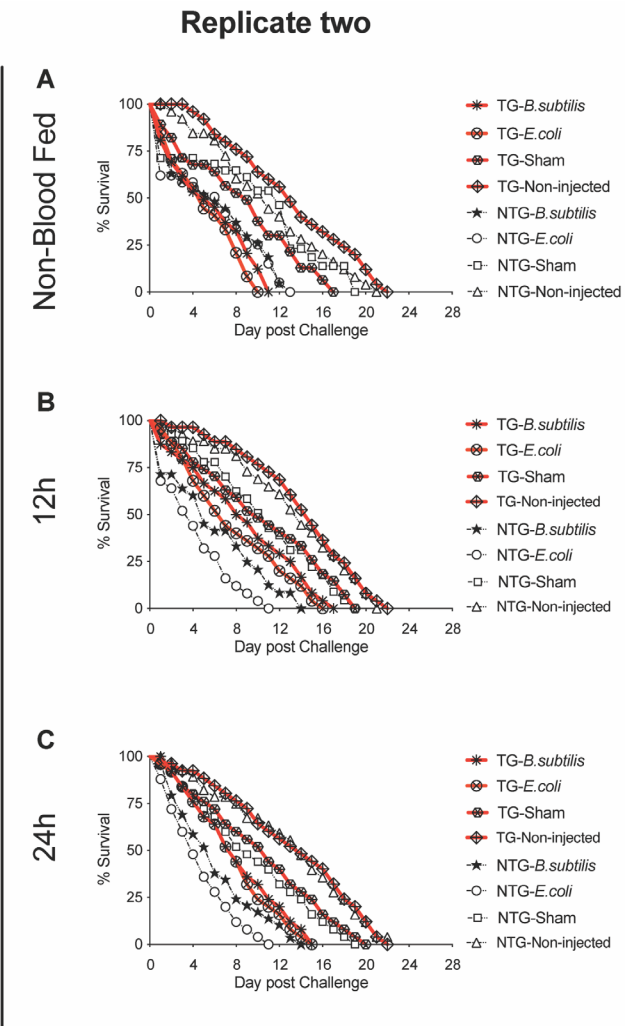 Replicate two
A
Non-Blood Fed
% Survival
100
75
50
25
0
0 4 8 12 16 20 24 28
Day post Challenge
TG-B.subtilis
TG-E.coli
TG-Sham
TG-Non-injected
NTG-B.subtilis
NTG-E.coli
NTG-Sham
NTG-Non-injected
B
12h
% Survival
100
75
50
25
0
0 4 8 12 16 20 24 28
Day post Challenge
TG-B.subtilis
TG-E.coli
TG-Sham
TG-Non-injected
NTG-B.subtilis
NTG-E.coli
NTG-Sham
NTG-Non-injected
C
24h
% Survival
100
75
50
25
0
0 4 8 12 16 20 24 28
Day post Challenge
TG-B.subtilis
TG-E.coli
TG-Sham
TG-Non-injected
NTG-B.subtilis
NTG-E.coli
NTG-Sham
NTG-Non-injected